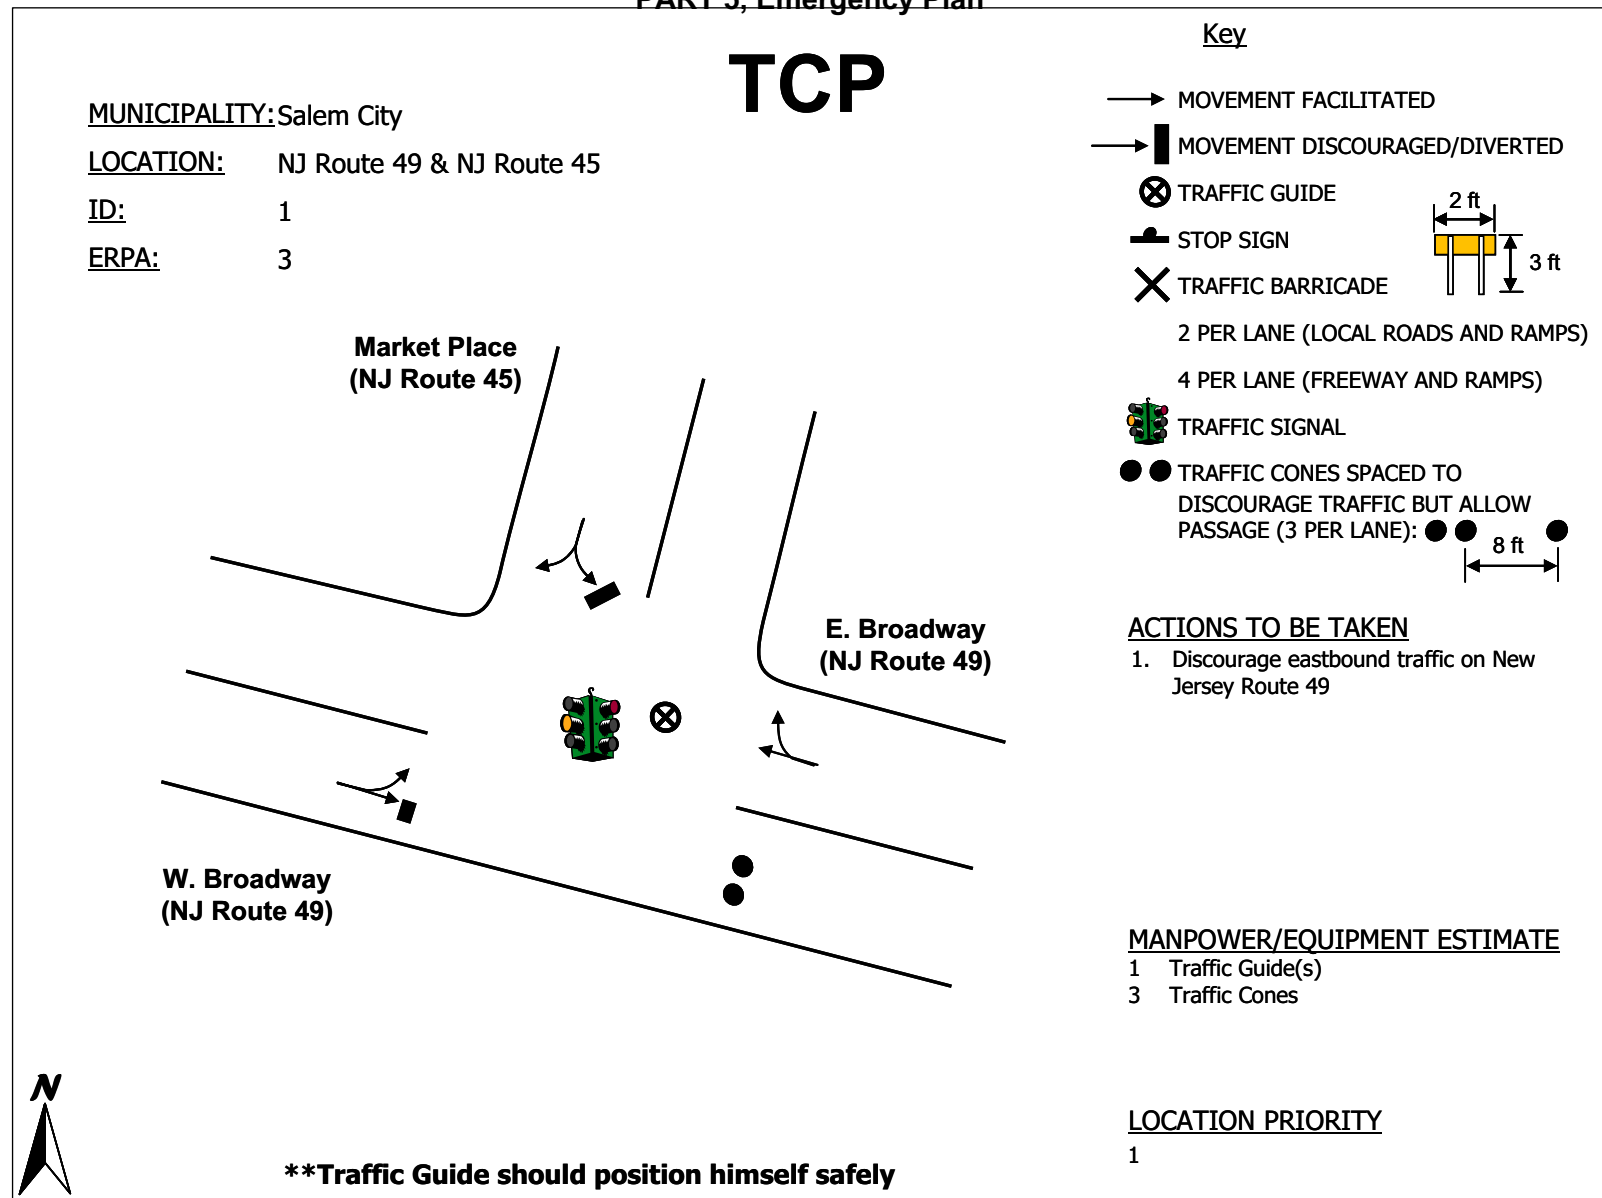 PART 5, Emergency Plan
TCP
MUNICIPALITY: Salem City
LOCATION: NJ Route 49 & NJ Route 45
ID: 1
ERPA: 3
Key
MOVEMENT FACILITATED
MOVEMENT DISCOURAGED/DIVERTED
TRAFFIC GUIDE
STOP SIGN
TRAFFIC BARRICADE
2 ft
3 ft
2 PER LANE (LOCAL ROADS AND RAMPS)
4 PER LANE (FREEWAY AND RAMPS)
TRAFFIC SIGNAL
TRAFFIC CONES SPACED TO
DISCOURAGE TRAFFIC BUT ALLOW
PASSAGE (3 PER LANE):
8 ft
Market Place
(NJ Route 45)
E. Broadway
(NJ Route 49)
W. Broadway
(NJ Route 49)
ACTIONS TO BE TAKEN
1. Discourage eastbound traffic on New
Jersey Route 49
MANPOWER/EQUIPMENT ESTIMATE
1 Traffic Guide(s)
3 Traffic Cones
LOCATION PRIORITY
1
N
**Traffic Guide should position himself safely